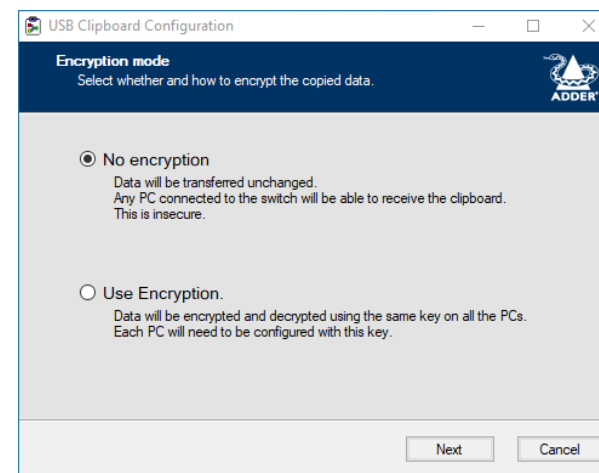 USB Clipboard Configuration
Encryption mode
Select whether and how to encrypt the copied data.
ADDER
No encryption
Data will be transferred unchanged.
Any PC connected to the switch will be able to receive the clipboard.
This is insecure.
Use Encryption.
Data will be encrypted and decrypted using the same key on all the PCs.
Each PC will need to be configured with this key.
Next
Cancel